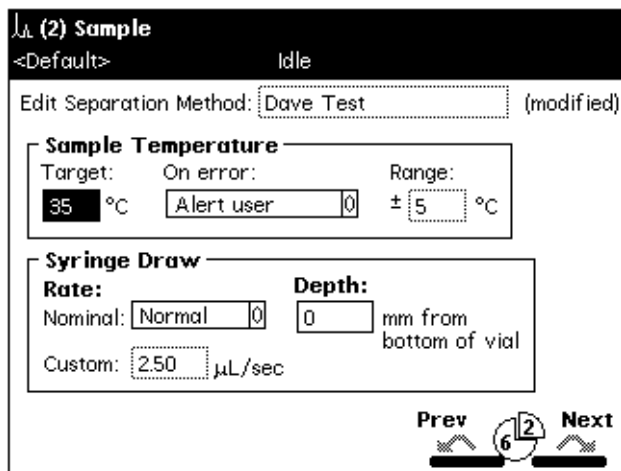 (2) Sample
<Default> Idle
Edit Separation Method: Dave Test (modified)
Sample Temperature
Target: On error: Range:
35 °C Alert user ± 5 °C
Syringe Draw
Rate: Depth:
Nominal: Normal 0 mm from
bottom of vial
Custom: 2.50 µL/sec
Prev 6 2 Next